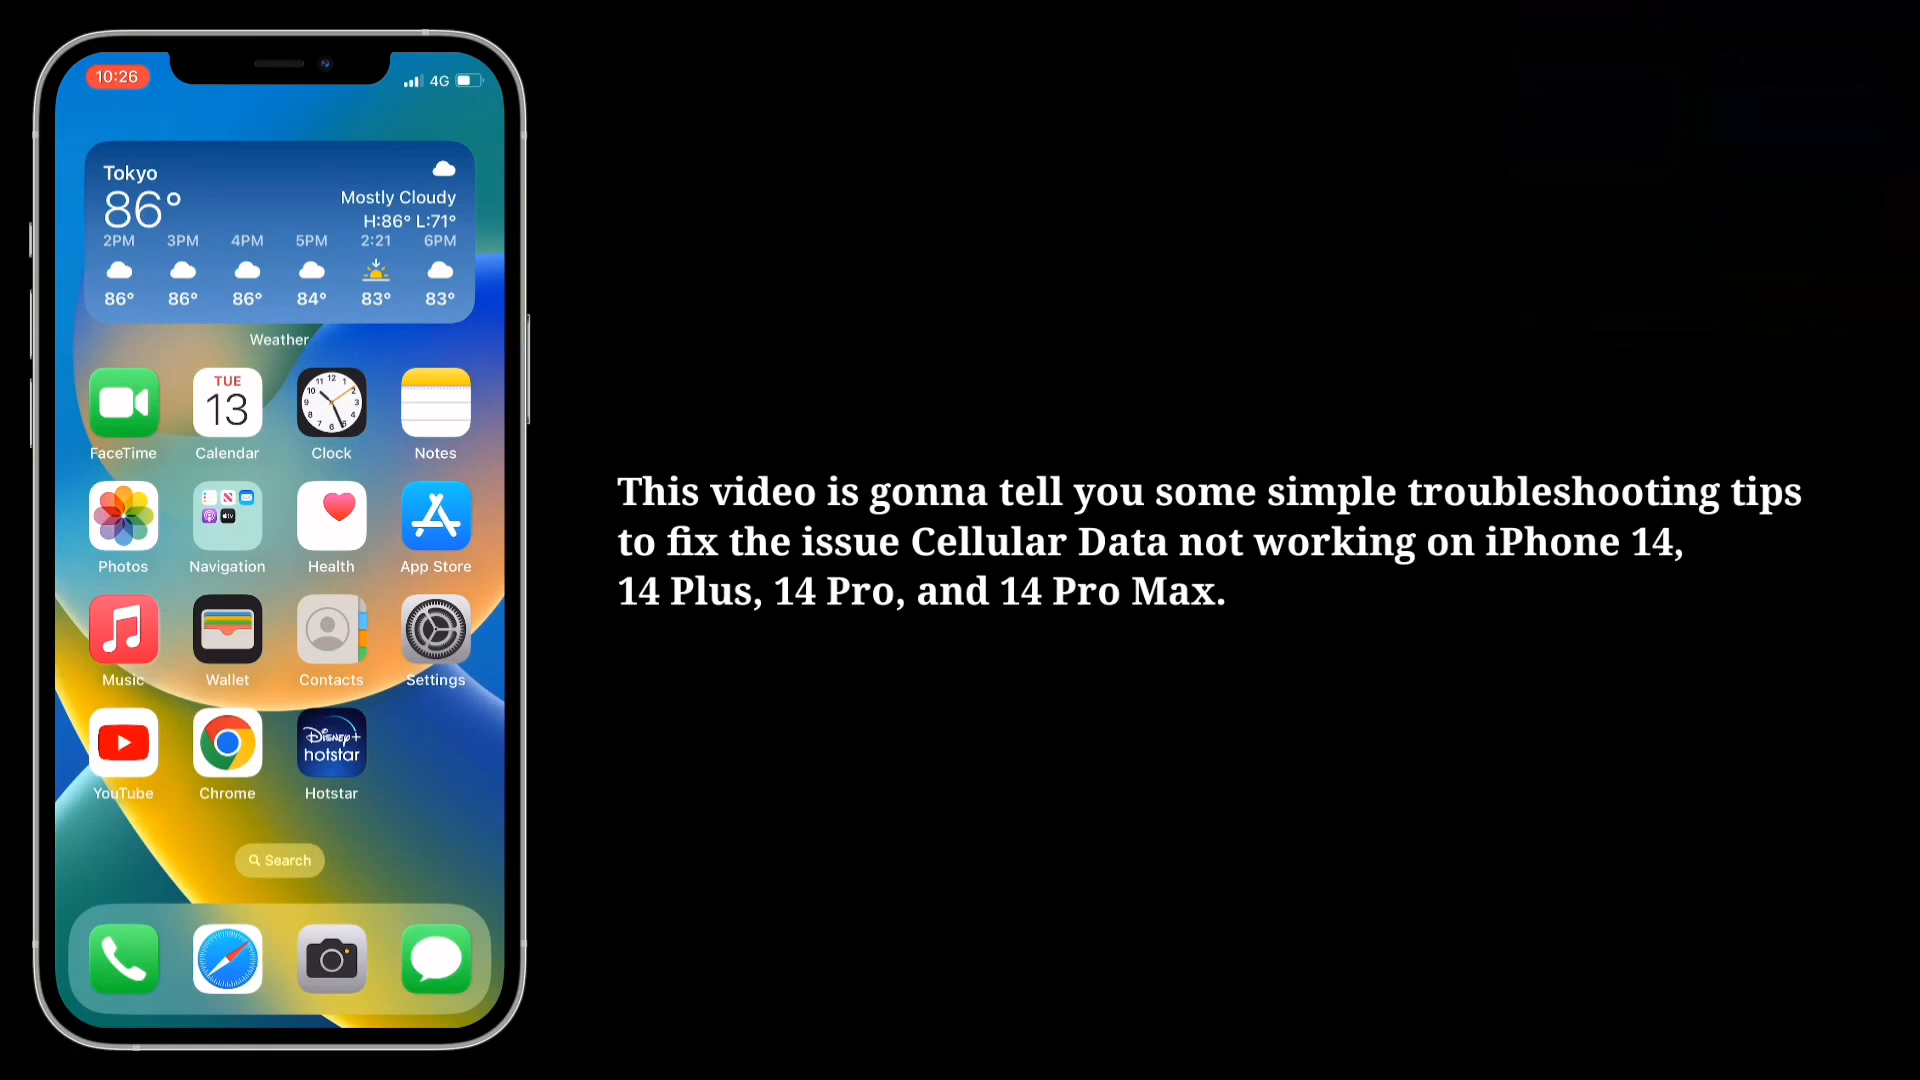 10:26
4G
Tokyo
86°
Mostly Cloudy
H:86° L:71°
2PM 3PM 4PM 5PM 2:21 6PM
86° 86° 86° 84° 83° 83°
Weather
TUE
13
FaceTime Calendar Clock Notes
Photos Navigation Health App Store
Music Wallet Contacts Settings
Disney+
hotstar
YouTube Chrome Hotstar
Search
This video is gonna tell you some simple troubleshooting tips
to fix the issue Cellular Data not working on iPhone 14,
14 Plus, 14 Pro, and 14 Pro Max.